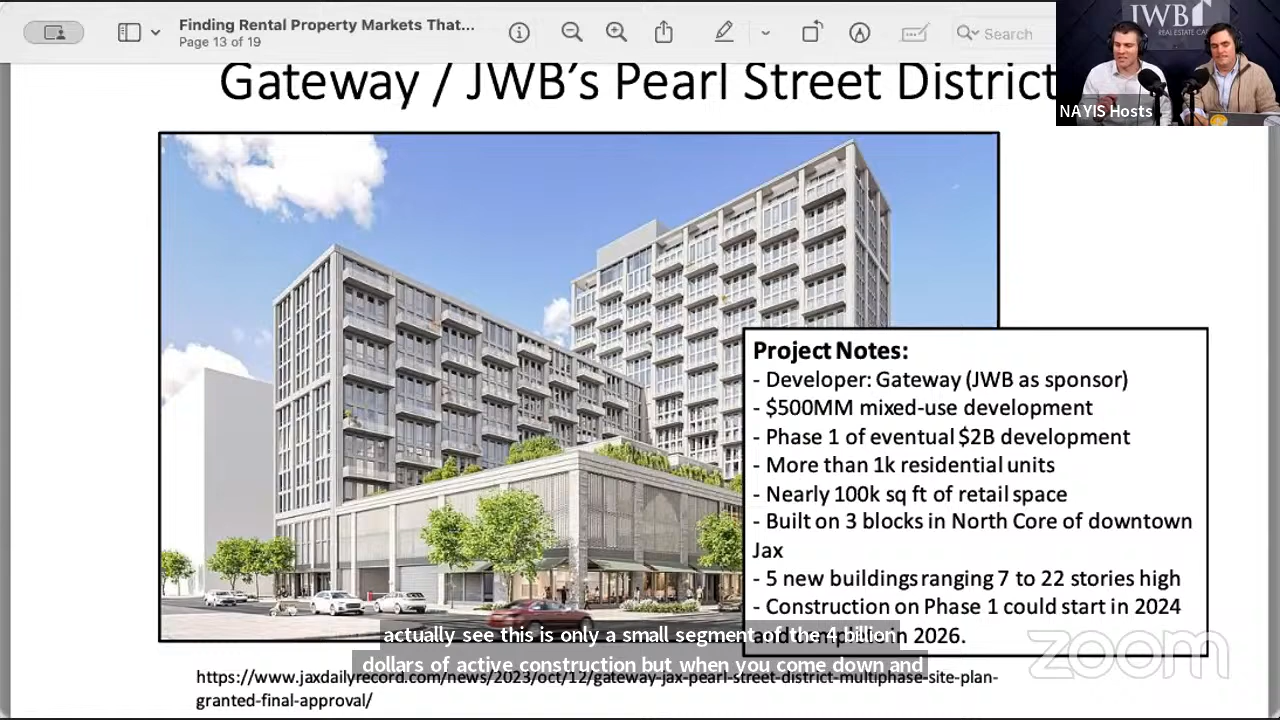 Finding Rental Property Markets That...
Page 13 of 19
Search
JWB
REAL ESTATE CA
NAYIS Hosts
Gateway / JWB's Pearl Street District
Project Notes:
- Developer: Gateway (JWB as sponsor)
- $500MM mixed-use development
- Phase 1 of eventual $2B development
- More than 1k residential units
- Nearly 100k sq ft of retail space
- Built on 3 blocks in North Core of downtown
Jax
- 5 new buildings ranging 7 to 22 stories high
- Construction on Phase 1 could start in 2024
in 2026.
actually see this is only a small segment of the 4 billion
dollars of active construction but when you come down and
zoom
https://www.jaxdailyrecord.com/news/2023/oct/12/gateway-jax-pearl-street-district-multiphase-site-plan-
granted-final-approval/